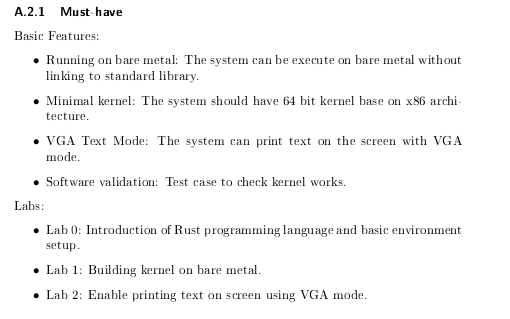 A.2.1 Must-have
Basic Features:
• Running on bare metal: The system can be execute on bare metal without
linking to standard library.
• Minimal kernel: The system should have 64 bit kernel base on x86 archi-
tecture.
• VGA Text Mode: The system can print text on the screen with VGA
mode.
• Software validation: Test case to check kernel works.
Labs:
• Lab 0: Introduction of Rust programming language and basic environment
setup.
• Lab 1: Building kernel on bare metal.
• Lab 2: Enable printing text on screen using VGA mode.